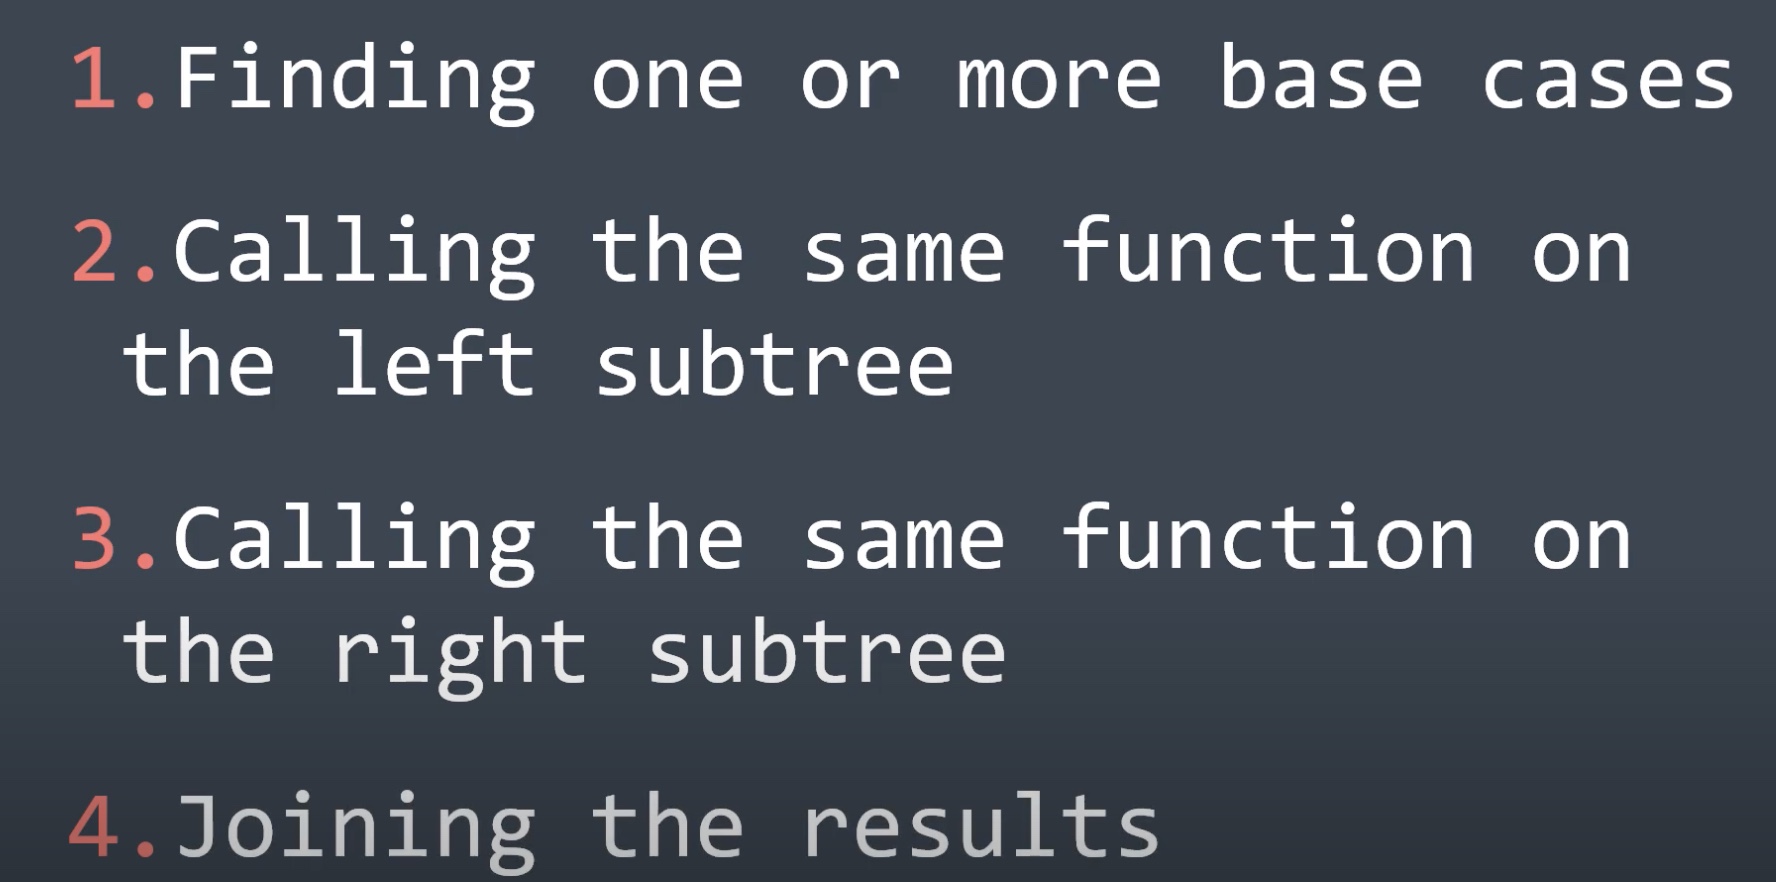 1.Finding one or more base cases
2.Calling the same function on
the left subtree
3.Calling the same function on
the right subtree
4.Joining the results